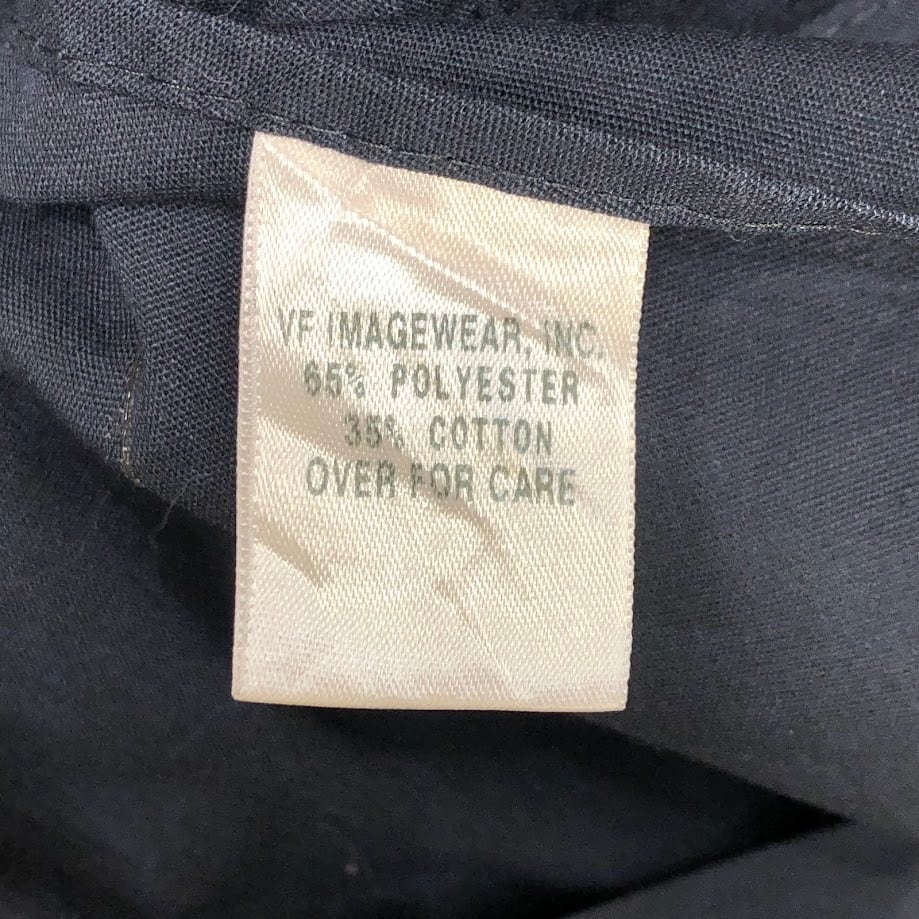 VF IMAGEWEAR, INC.
65% POLYESTER
35% COTTON
OVER FOR CARE